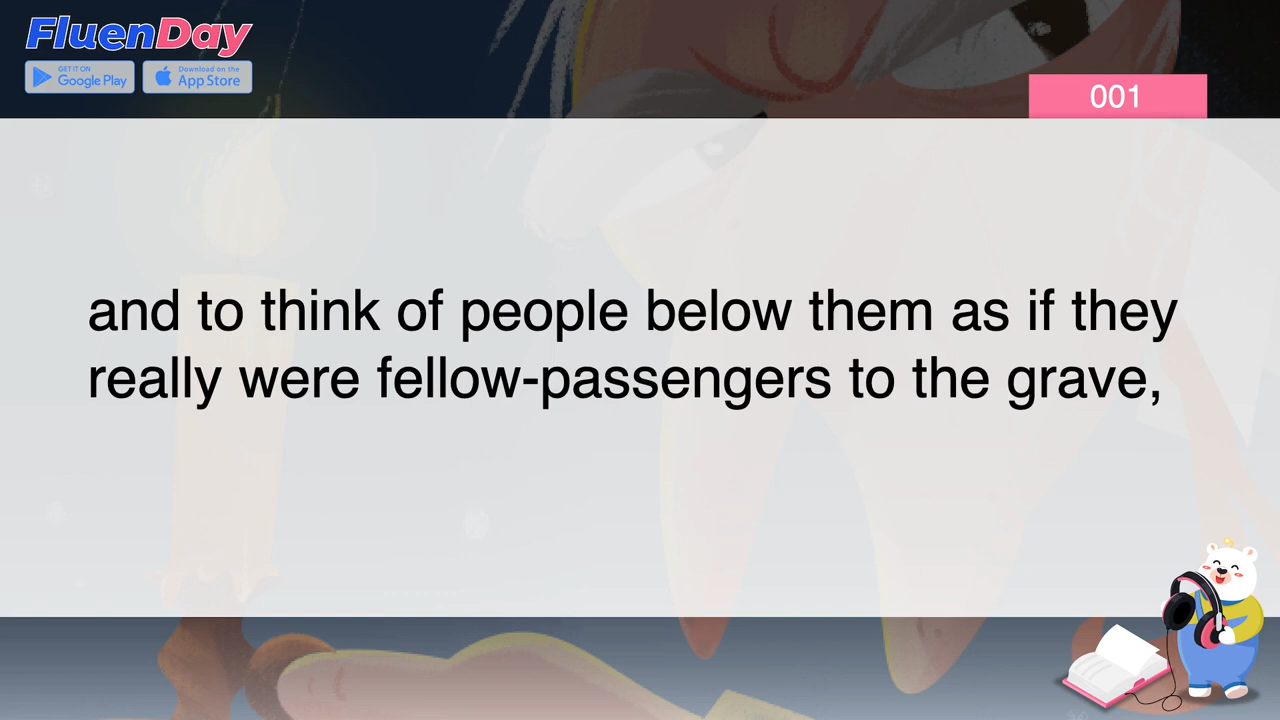 FluenDay
GET IT ON
Google Play
Download on the
App Store
001
and to think of people below them as if they
really were fellow-passengers to the grave,